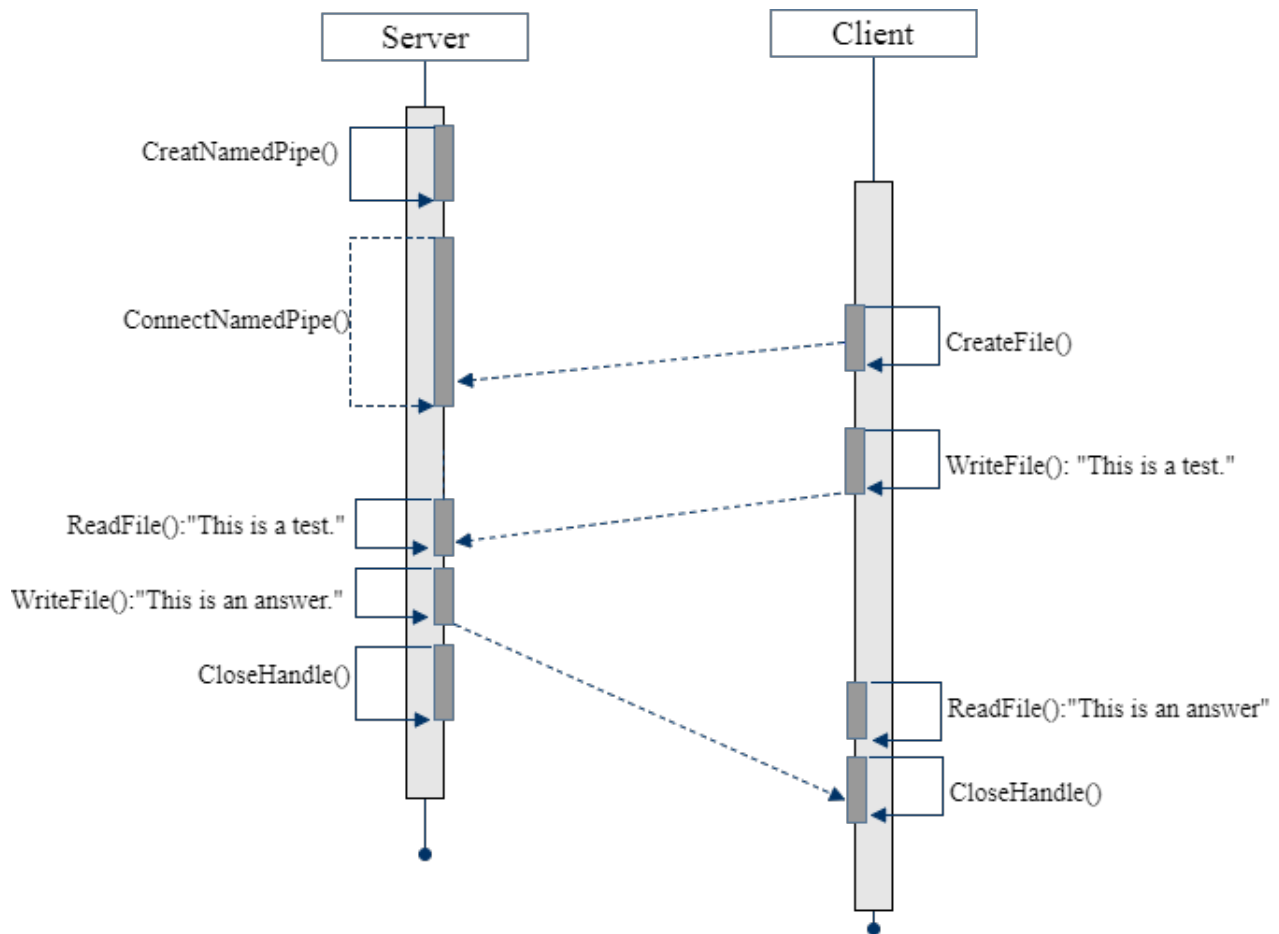 Server
Client
CreatNamedPipe()
ConnectNamedPipe()
CreateFile()
WriteFile(): "This is a test."
ReadFile():"This is a test."
WriteFile():"This is an answer."
CloseHandle()
ReadFile():"This is an answer"
CloseHandle()